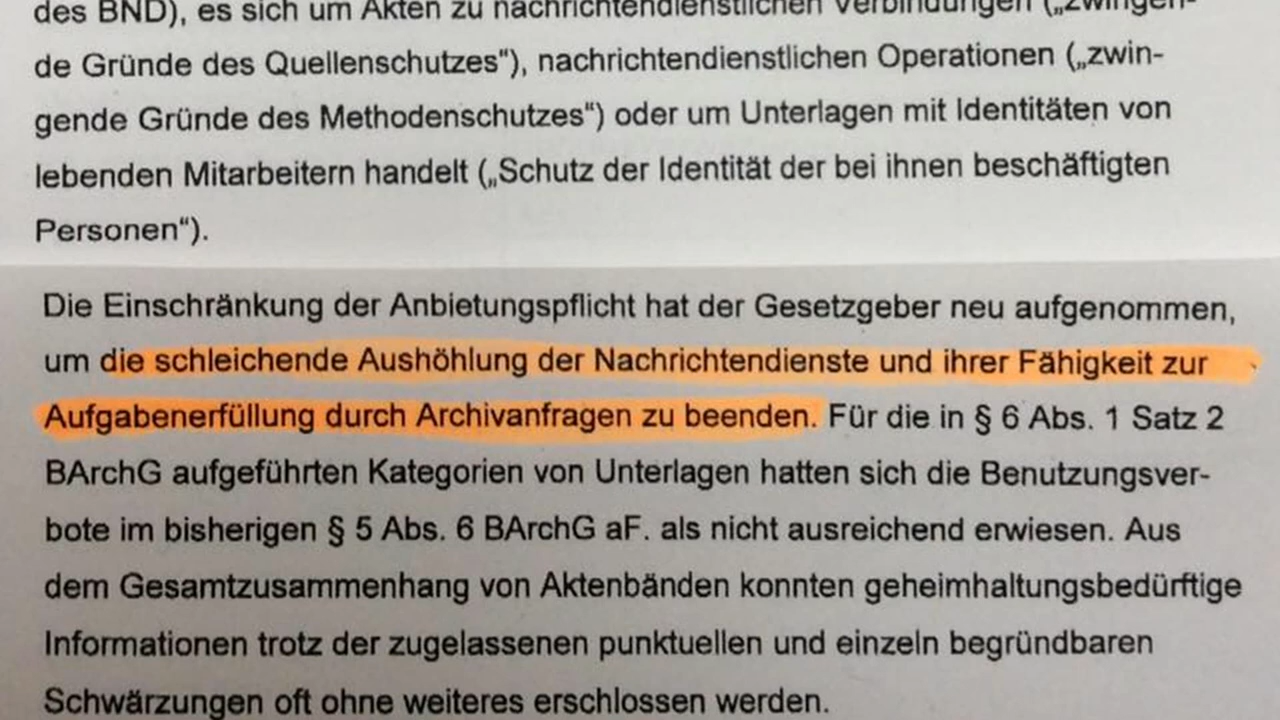 des BND), es sich um Akten zu nachrichtendienstlichen Verbindungen („zwingen-
de Gründe des Quellenschutzes“), nachrichtendienstlichen Operationen („zwin-
gende Gründe des Methodenschutzes“) oder um Unterlagen mit Identitäten von
lebenden Mitarbeitern handelt („Schutz der Identität der bei ihnen beschäftigten
Personen“).
Die Einschränkung der Anbietungspflicht hat der Gesetzgeber neu aufgenommen,
um die schleichende Aushöhlung der Nachrichtendienste und ihrer Fähigkeit zur
Aufgabenerfüllung durch Archivanfragen zu beenden. Für die in § 6 Abs. 1 Satz 2
BArchG aufgeführten Kategorien von Unterlagen hatten sich die Benutzungsver-
bote im bisherigen § 5 Abs. 6 BArchG aF. als nicht ausreichend erwiesen. Aus
dem Gesamtzusammenhang von Aktenbänden konnten geheimhaltungsbedürftige
Informationen trotz der zugelassenen punktuellen und einzeln begründbaren
Schwärzungen oft ohne weiteres erschlossen werden.